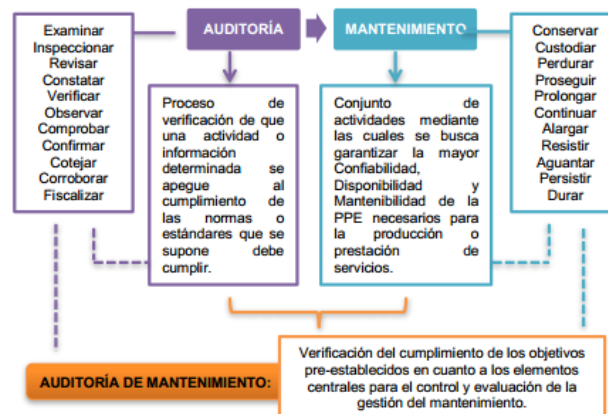 Examinar
Inspeccionar
Revisar
Constatar
Verificar
Observar
Comprobar
Confirmar
Cotejar
Corroborar
Fiscalizar
AUDITORÍA
Proceso de
verificación de que
una actividad o
información
determinada se
apegue al
cumplimiento de
las normas o
estándares que se
supone debe
cumplir.
MANTENIMIENTO
Conjunto de
actividades mediante
las cuales se busca
garantizar la mayor
Confiabilidad,
Disponibilidad y
Mantenibilidad de la
PPE necesarios para
la producción o
prestación de
servicios.
Conservar
Custodiar
Perdurar
Proseguir
Prolongar
Continuar
Alargar
Resistir
Aguantar
Persistir
Durar
AUDITORÍA DE MANTENIMIENTO:
Verificación del cumplimiento de los objetivos
pre-establecidos en cuanto a los elementos
centrales para el control y evaluación de la
gestión del mantenimiento.